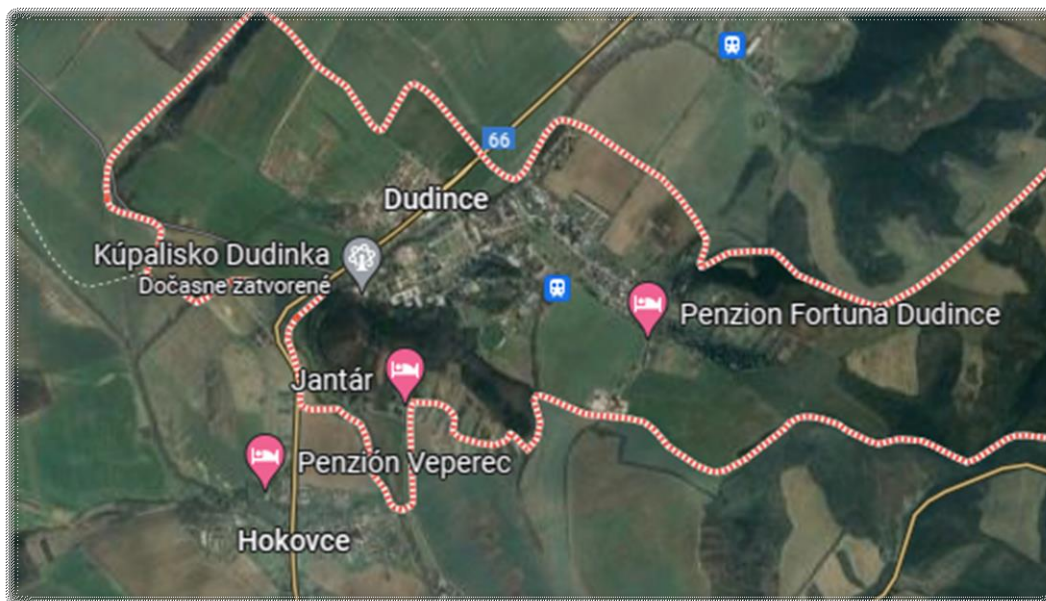 66
Dudince
Kúpalisko Dudinka
Dočasne zatvorené
Penzion Fortuna Dudince
Jantár
Penzión Veperec
Hokovce